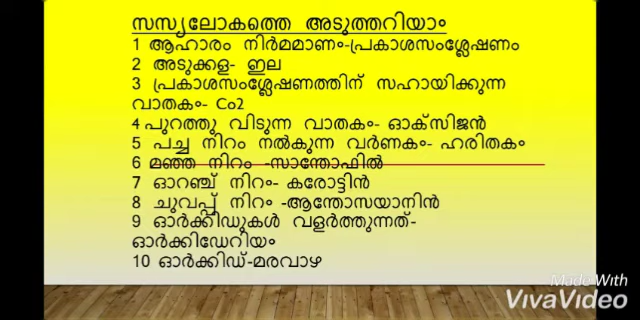 സസ്യലോകത്തെ അടുത്തറിയാം
1 ആഹാരം നിർമമാണം-പ്രകാശസംശ്ലേഷണം
2 അടുക്കള- ഇല
3 പ്രകാശസംശ്ലേഷണത്തിന് സഹായിക്കുന്ന
വാതകം- Co2
4 പുറത്തു വിടുന്ന വാതകം- ഓക്സിജൻ
5 പച്ച നിറം നൽകുന്ന വർണകം- ഹരിതകം
6 മഞ്ഞ നിറം -സാന്തോഫിൽ
7 ഓറഞ്ച് നിറം- കരോട്ടിൻ
8 ചുവപ്പ് നിറം -ആന്തോസയാനിൻ
9 ഓർക്കിഡുകൾ വളർത്തുന്നത്-
ഓർക്കിഡേറിയം
10 ഓർക്കിഡ്-മരവാഴ
Made With
VivaVideo